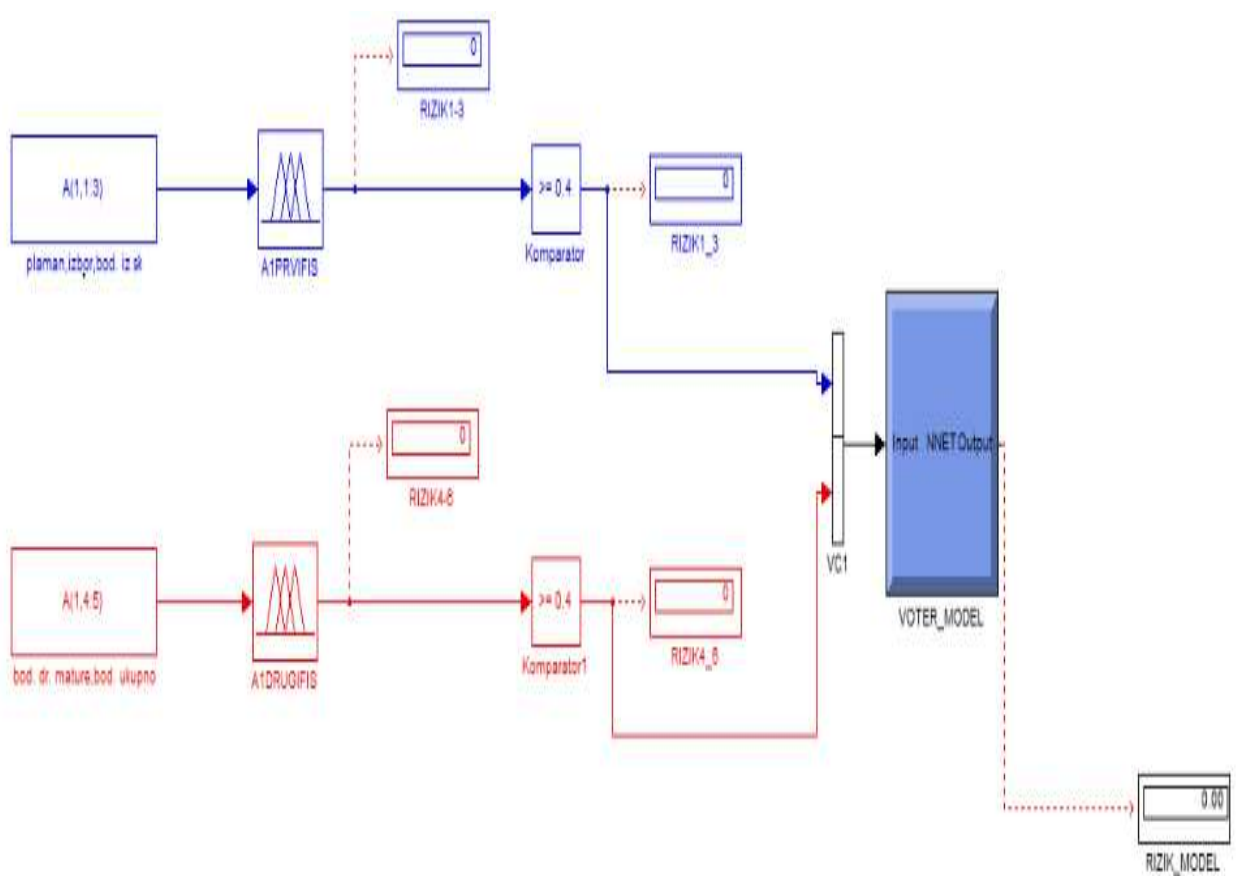 0
RIZIK1-3
A(1,1:3)
plaman,izbor,bod. iz sk
A1PRVIFIS
>= 0.4
Komparator
0
RIZIK1_3
Input NNET Output
VOTER_MODEL
VC1
0
RIZIK4-6
A(1,4:5)
bod. dr. mature,bod. ukupno
A1DRUGIFIS
>= 0.4
Komparator1
0
RIZIK4_6
0.00
RIZIK_MODEL